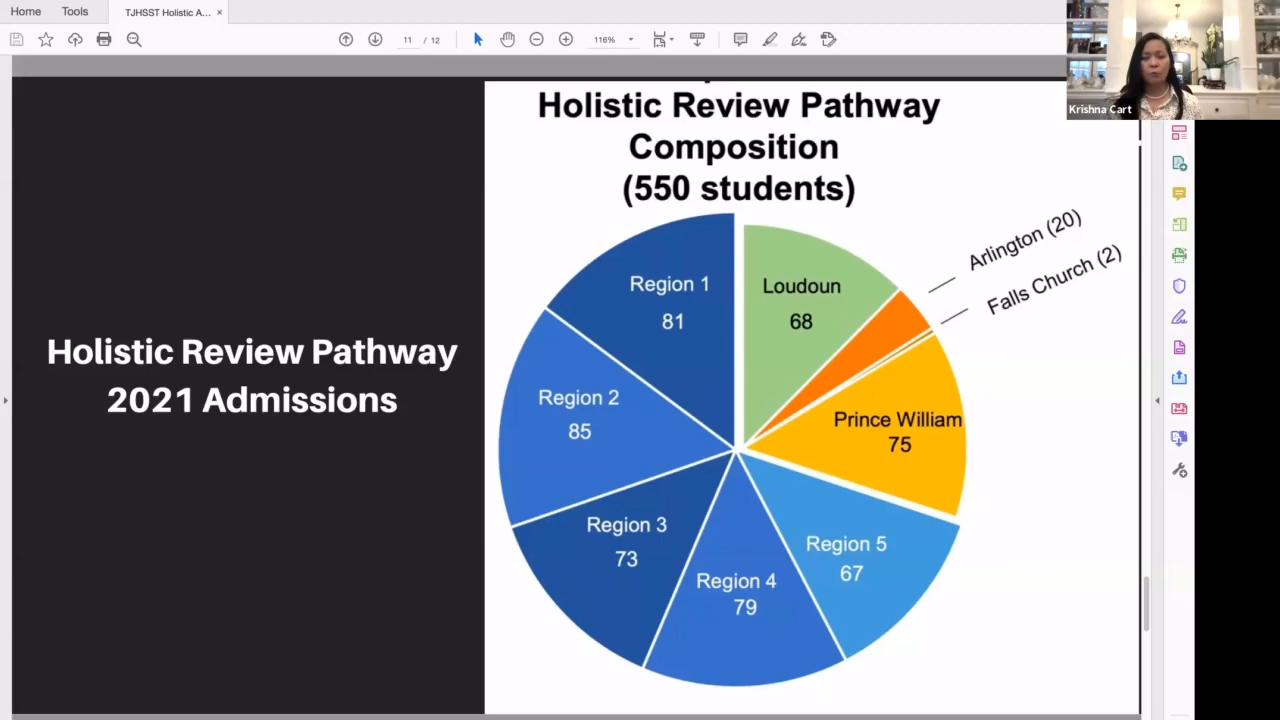 Home
Tools
TJHSST Holistic A...
×
11 / 12
116%
Krishna Cart
Holistic Review Pathway
Composition
(550 students)
Holistic Review Pathway
2021 Admissions
Region 1
81
Loudoun
68
Arlington (20)
Falls Church (2)
Region 2
85
Prince William
75
Region 3
73
Region 5
67
Region 4
79